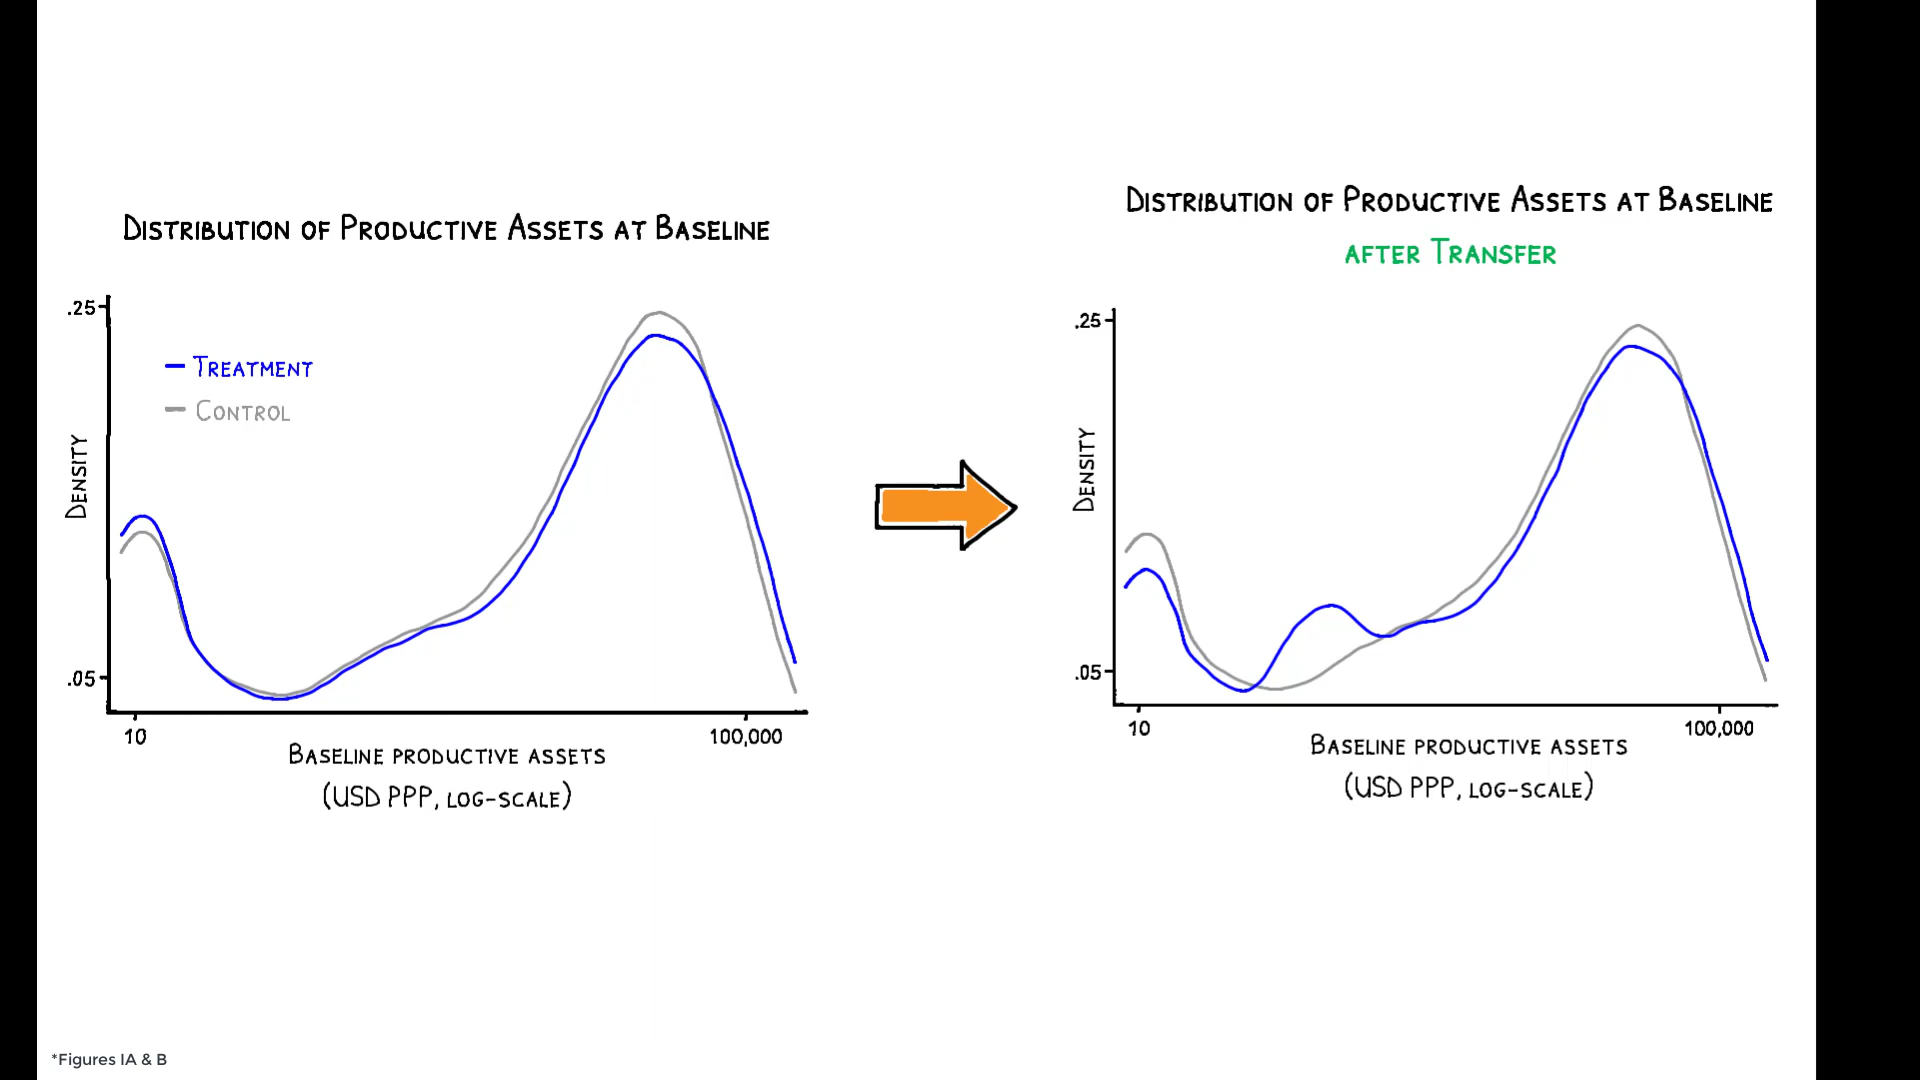 Distribution of Productive Assets at Baseline
.25
Treatment
Control
Density
.05
10
100,000
Baseline productive assets
(USD PPP, log-scale)
Distribution of Productive Assets at Baseline
after Transfer
.25
Density
.05
10
100,000
Baseline productive assets
(USD PPP, log-scale)
*Figures IA & B